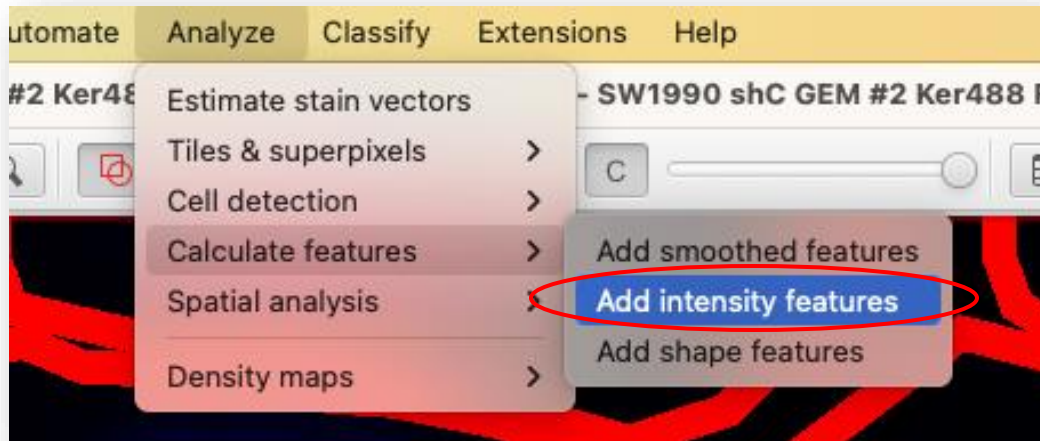 utomate Analyze Classify Extensions Help
#2 Ker48 - SW1990 shC GEM #2 Ker488
Estimate stain vectors
Tiles & superpixels
C
Cell detection
Calculate features
Add smoothed features
Spatial analysis
Add intensity features
Add shape features
Density maps